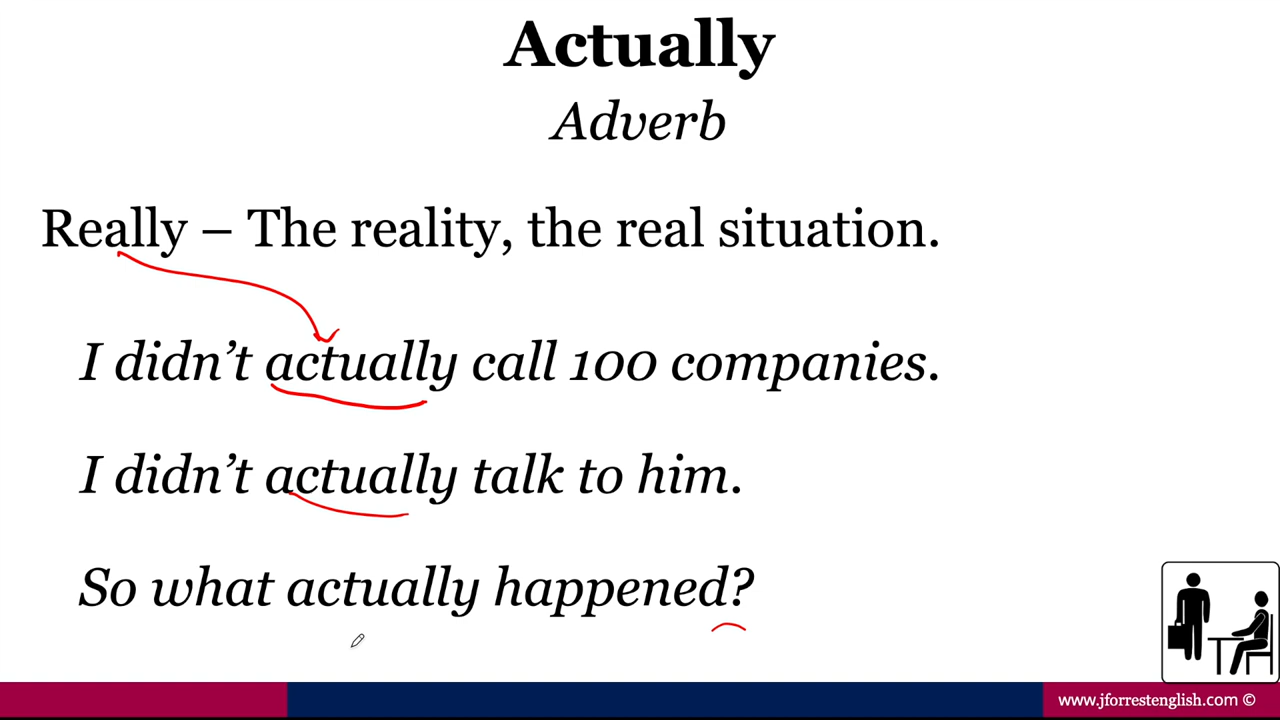 Actually
Adverb
Really – The reality, the real situation.
I didn’t actually call 100 companies.
I didn’t actually talk to him.
So what actually happened?
www.jforrestenglish.com ©